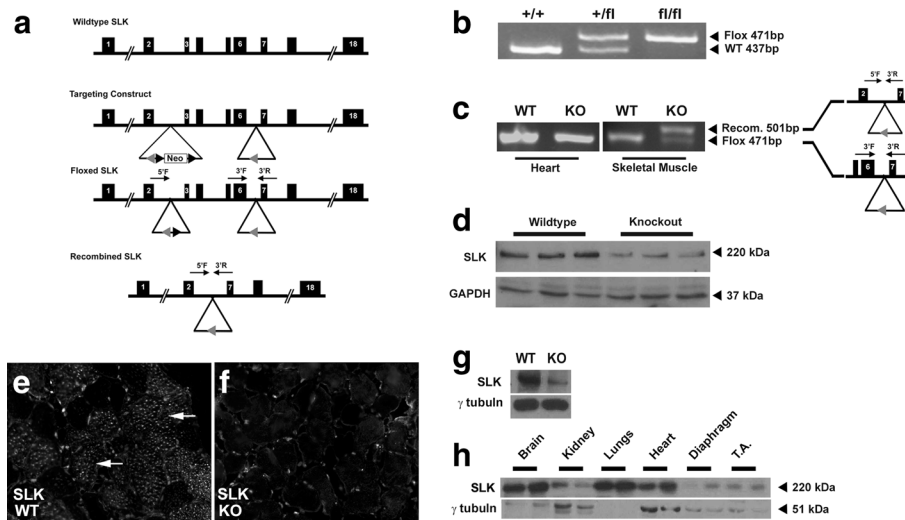 a
Wildtype SLK
1 2 3 6 7 18
Targeting Construct
1 2 3 6 7 18
Neo
Floxed SLK
5'F 3'F 3'R
1 2 3 6 7 18
Recombined SLK
5'F 3'R
1 2 7 18
b
+/+ +/fl fl/fl
Flox 471bp
WT 437bp
c
WT KO WT KO
Recom. 501bp
Flox 471bp
Heart Skeletal Muscle
5'F 3'R
2 7
3'F 3'R
6 7
d
Wildtype Knockout
SLK 220 kDa
GAPDH 37 kDa
e
SLK
WT
f
SLK
KO
g
WT KO
SLK
γ tubuln
h
Brain Kidney Lungs Heart Diaphragm T.A.
SLK 220 kDa
γ tubuln 51 kDa